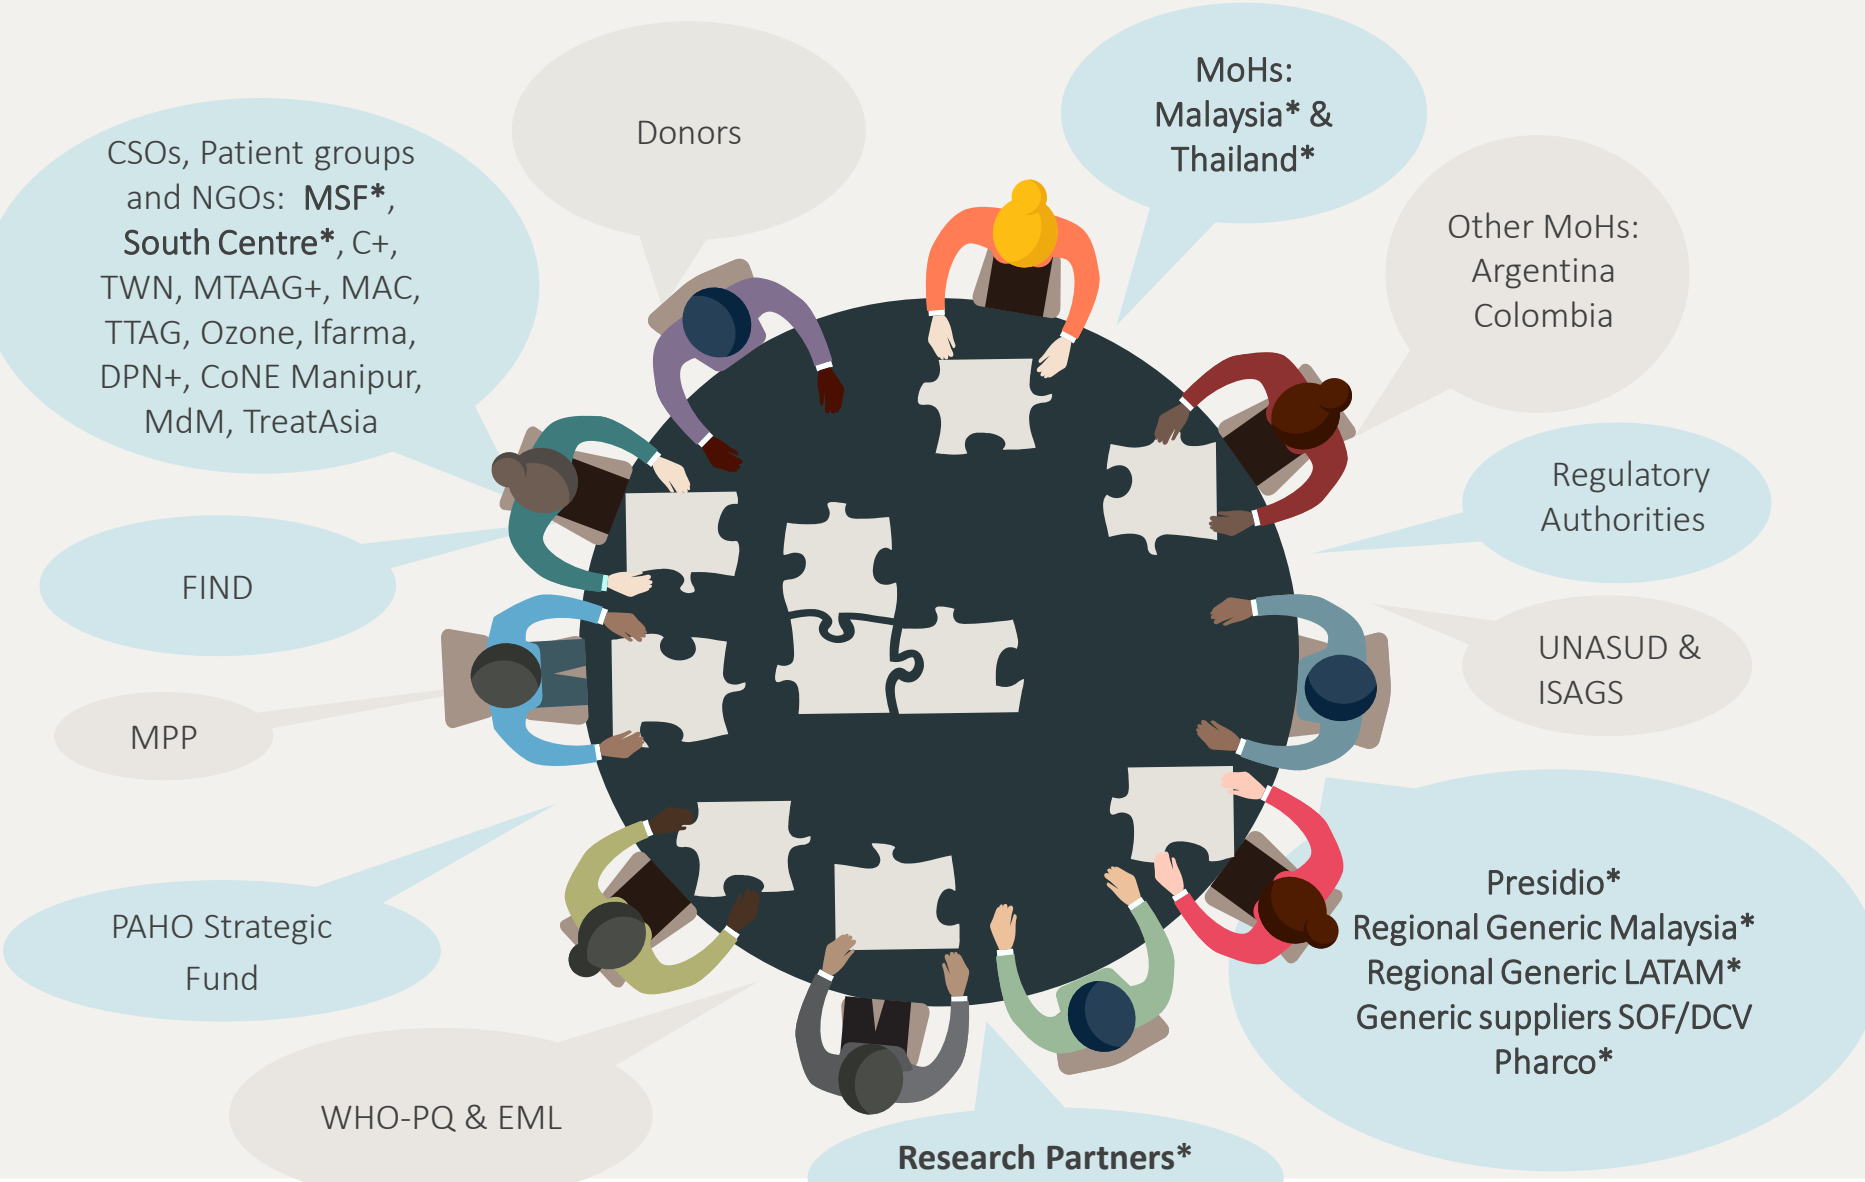 Donors
MoHs:
Malaysia* &
Thailand*
CSOs, Patient groups
and NGOs: MSF*,
South Centre*, C+,
TWN, MTAAG+, MAC,
TTAG, Ozone, Ifarma,
DPN+, CoNE Manipur,
MdM, TreatAsia
Other MoHs:
Argentina
Colombia
Regulatory
Authorities
FIND
UNASUD &
ISAGS
MPP
Presidio*
Regional Generic Malaysia*
Regional Generic LATAM*
Generic suppliers SOF/DCV
Pharco*
PAHO Strategic
Fund
WHO-PQ & EML
Research Partners*